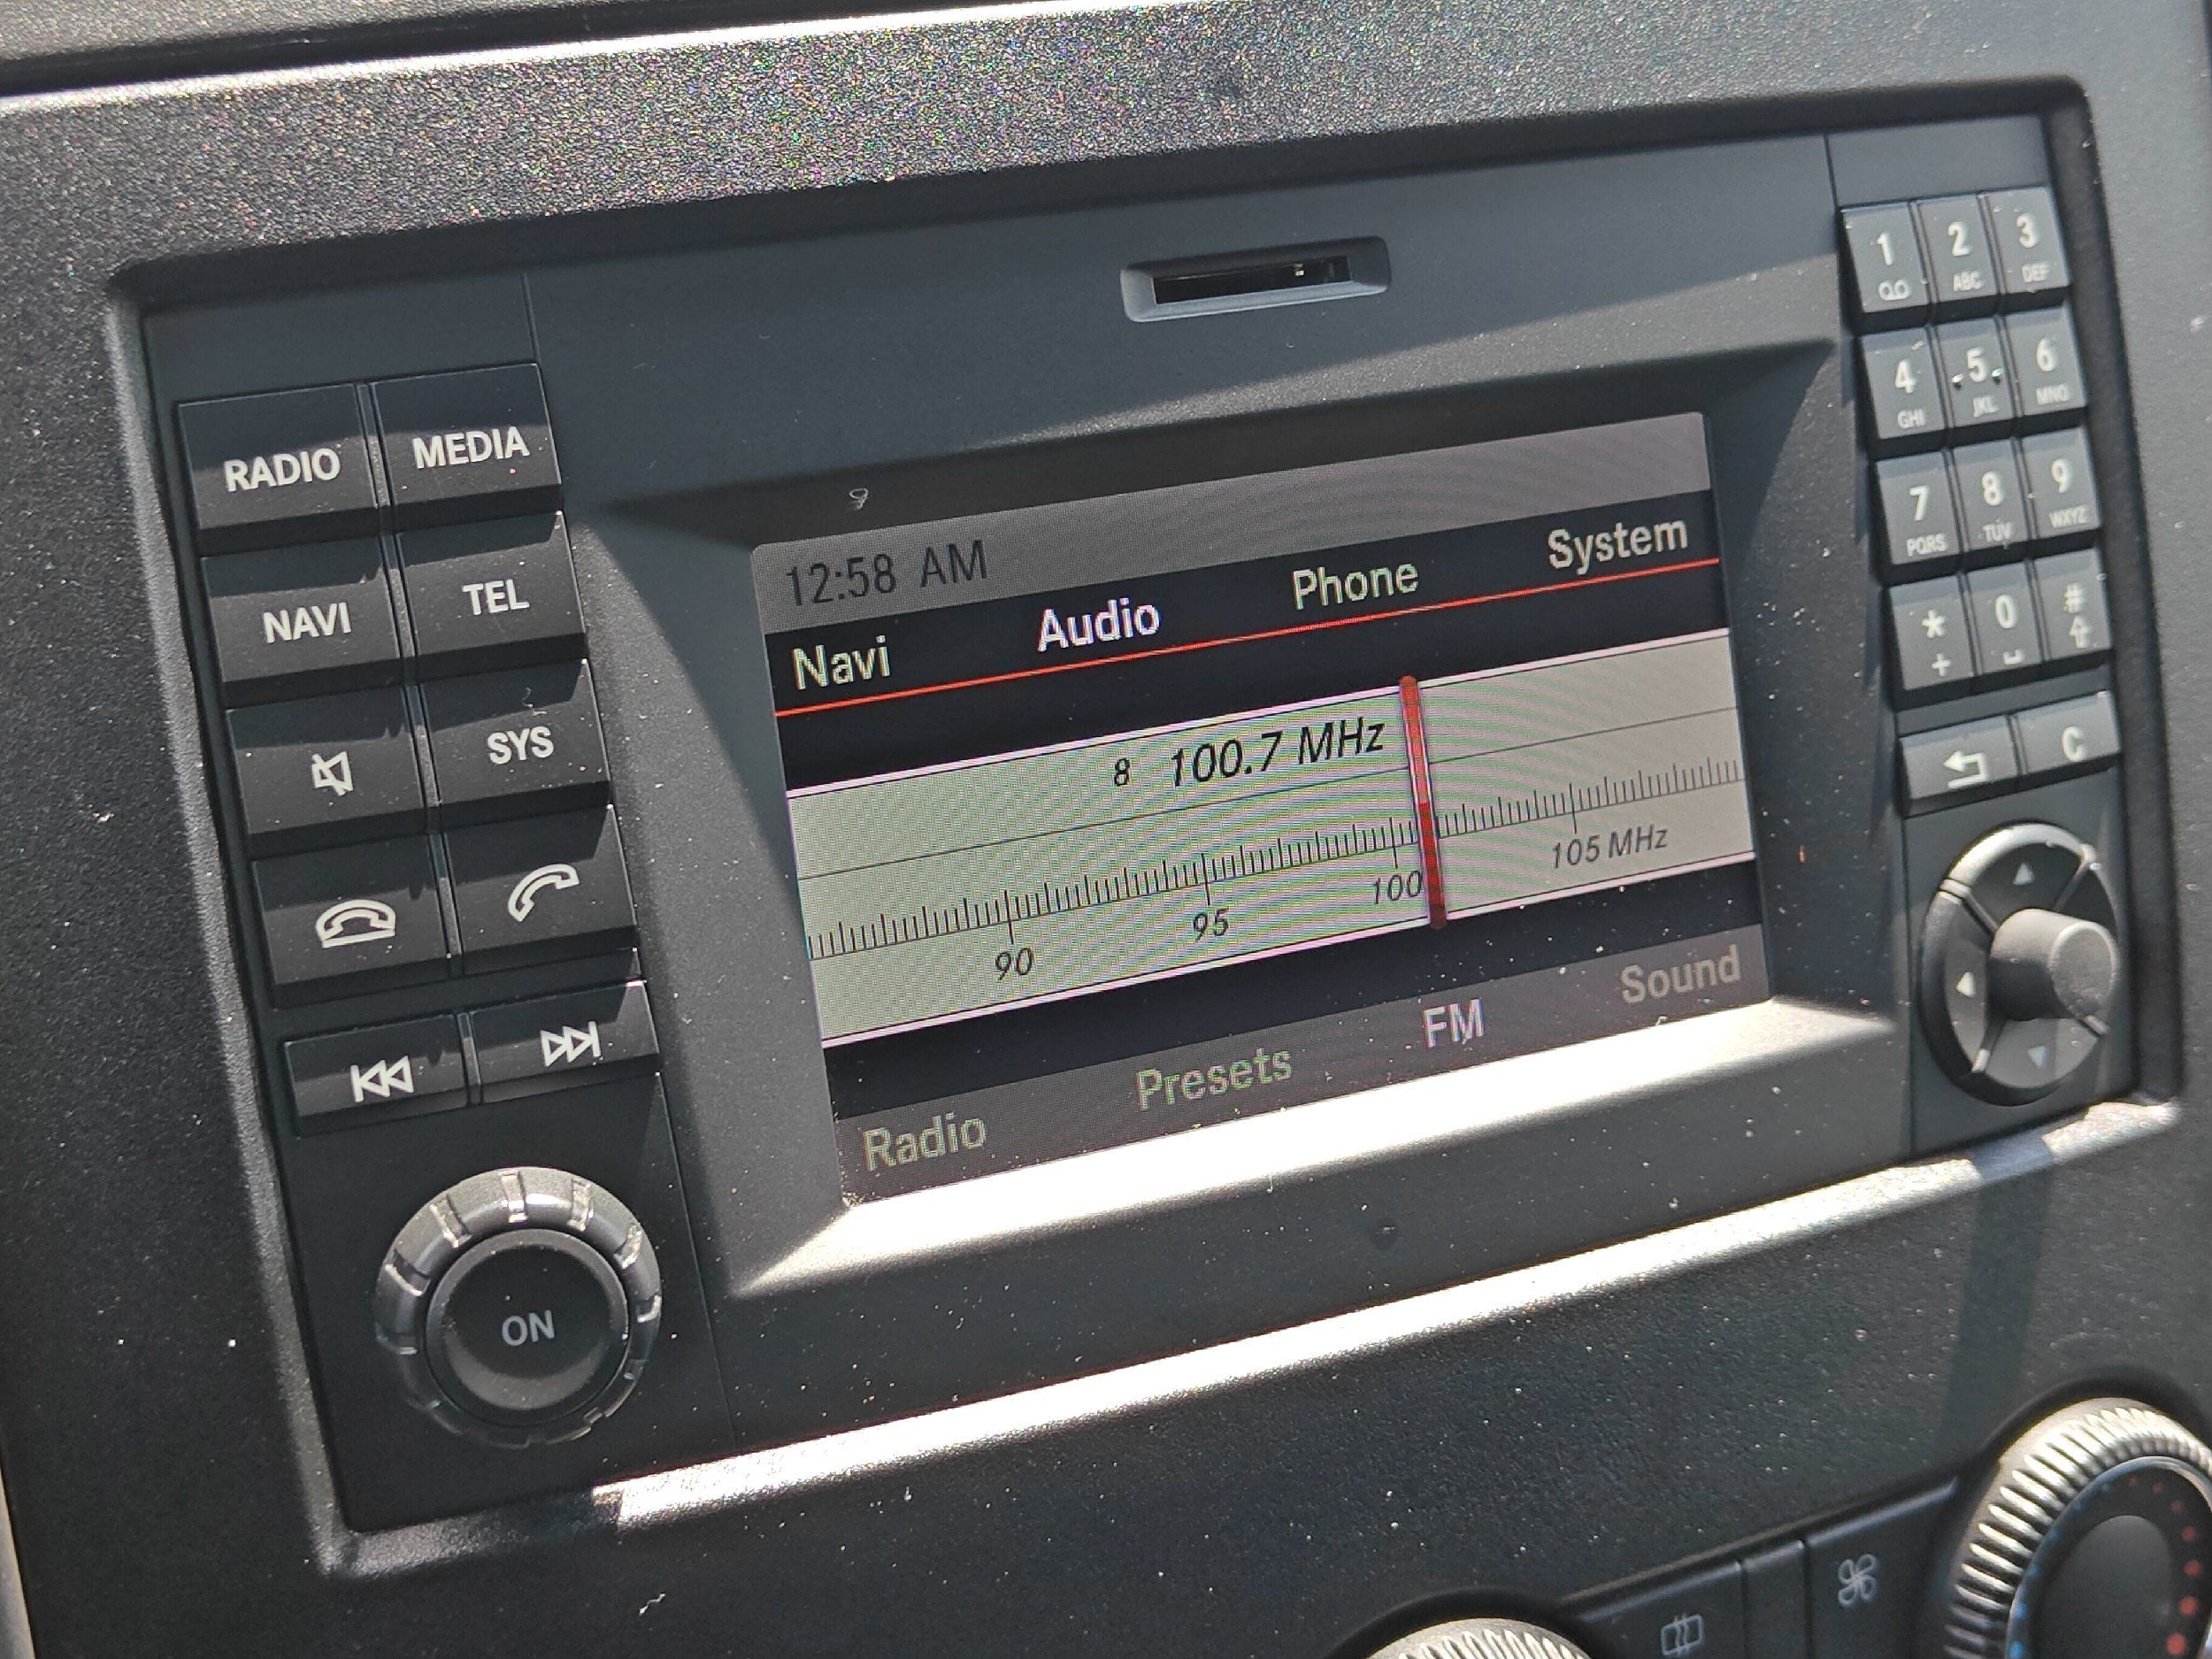 RADIO MEDIA
NAVI TEL
SYS
ON
12:58 AM
Navi Audio Phone System
8 100.7 MHz
90 95 100 105 MHz
Radio Presets FM Sound
1 2 ABC 3 DEF
4 GHI 5 JKL 6 MNO
7 PQRS 8 TUV 9 WXYZ
* + 0 #
C